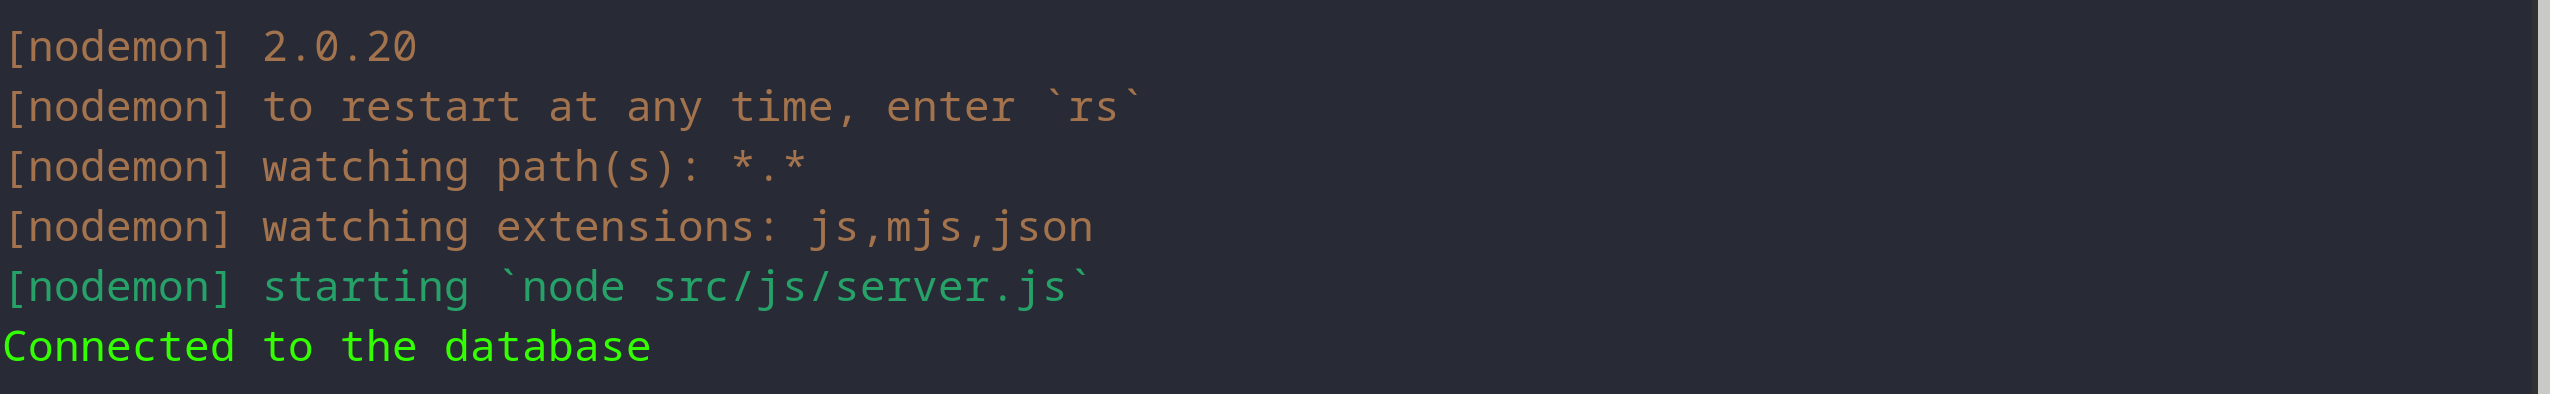 [nodemon] 2.0.20
[nodemon] to restart at any time, enter `rs`
[nodemon] watching path(s): *.*
[nodemon] watching extensions: js,mjs,json
[nodemon] starting `node src/js/server.js`
Connected to the database